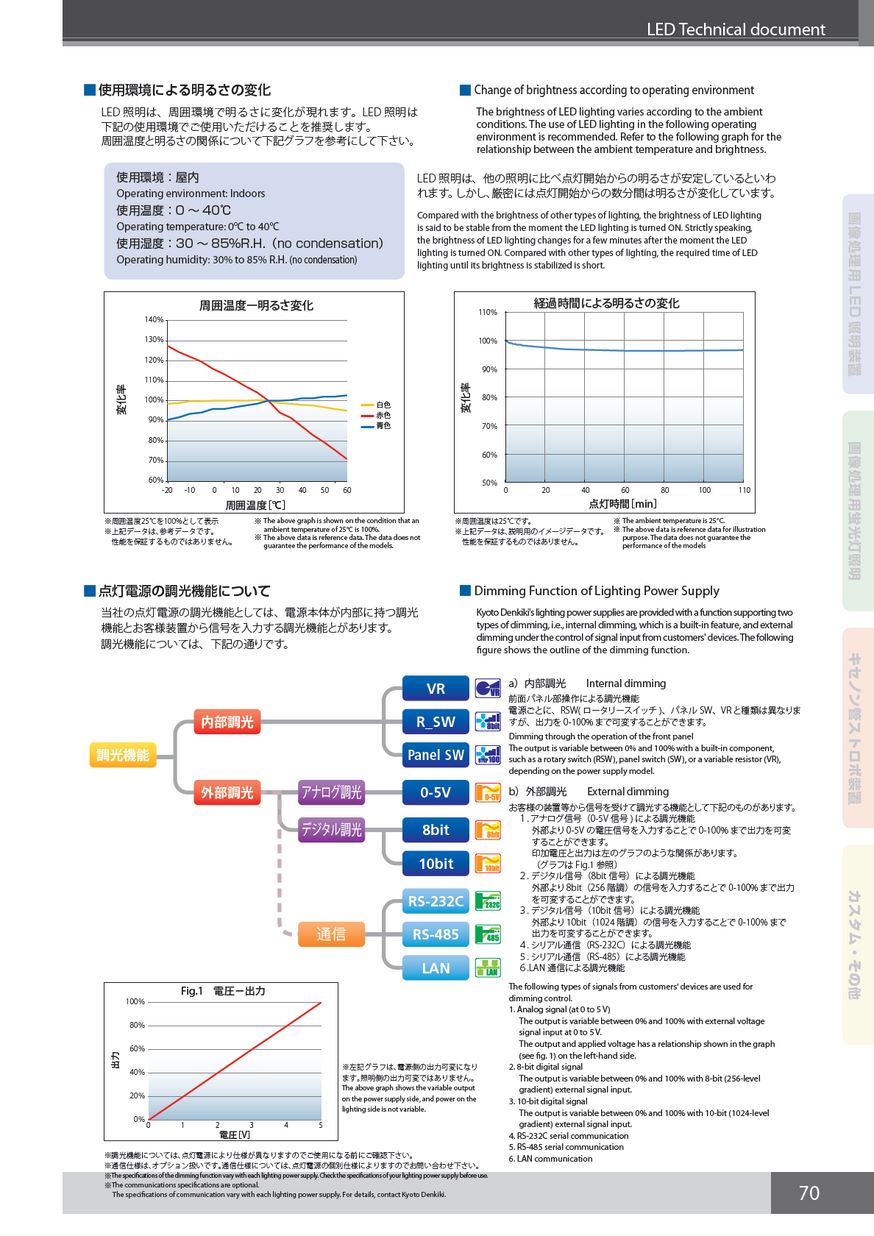 LED Technical document
■ 使用環境による明るさの変化
LED 照明は、周囲環境で明るさに変化が現れます。LED 照明は
下記の使用環境でご使用いただけることを推奨します。
周囲温度と明るさの関係について下記グラフを参考にして下さい。
■ Change of brightness according to operating environment
The brightness of LED lighting varies according to the ambient
conditions. The use of LED lighting in the following operating
environment is recommended. Refer to the following graph for the
relationship between the ambient temperature and brightness.
使用環境：屋内
Operating environment: Indoors
使用温度：0 ～ 40℃
Operating temperature: 0℃ to 40℃
使用湿度：30 ～ 85%R.H.（no condensation）
Operating humidity: 30% to 85% R.H. (no condensation)
LED 照明は、他の照明に比べ点灯開始からの明るさが安定しているといわ
れます。しかし、厳密には点灯開始からの数分間は明るさが変化しています。
Compared with the brightness of other types of lighting, the brightness of LED lighting
is said to be stable from the moment the LED lighting is turned ON. Strictly speaking,
the brightness of LED lighting changes for a few minutes after the moment the LED
lighting is turned ON. Compared with other types of lighting, the required time of LED
lighting until its brightness is stabilized is short.
周囲温度ー明るさ変化
変化率
140%
130%
120%
110%
100%
90%
80%
70%
60%
-20 -10 0 10 20 30 40 50 60
周囲温度［℃］
白色
赤色
青色
※周囲温度25℃を100%として表示
※上記データは、参考データです。
性能を保証するものではありません。
※ The above graph is shown on the condition that an
ambient temperature of 25℃ is 100%.
※ The above data is reference data. The data does not
guarantee the performance of the models.
経過時間による明るさの変化
変化率
110%
100%
90%
80%
70%
60%
50%
0 20 40 60 80 100 110
点灯時間［min］
※周囲温度は25℃です。
※上記データは、説明用のイメージデータです。
性能を保証するものではありません。
※ The ambient temperature is 25℃.
※ The above data is reference data for illustration
purpose. The data does not guarantee the
performance of the models
■ 点灯電源の調光機能について
当社の点灯電源の調光機能としては、電源本体が内部に持つ調光
機能とお客様装置から信号を入力する調光機能とがあります。
調光機能については、下記の通りです。
■ Dimming Function of Lighting Power Supply
Kyoto Denkiki's lighting power supplies are provided with a function supporting two
types of dimming, i.e., internal dimming, which is a built-in feature, and external
dimming under the control of signal input from customers' devices. The following
figure shows the outline of the dimming function.
調光機能
内部調光
外部調光
アナログ調光
デジタル調光
通信
VR
VR
R_SW
8bit
Panel SW
STEP100
0-5V
0-5V
8bit
8bit
10bit
10bit
RS-232C
232C
RS-485
485
LAN
LAN
a）内部調光 Internal dimming
前面パネル部操作による調光機能
電源ごとに、RSW( ロータリースイッチ )、パネル SW、VR と種類は異なりま
すが、出力を 0-100% まで可変することができます。
Dimming through the operation of the front panel
The output is variable between 0% and 100% with a built-in component,
such as a rotary switch (RSW), panel switch (SW), or a variable resistor (VR),
depending on the power supply model.
b）外部調光 External dimming
お客様の装置等から信号を受けて調光する機能として下記のものがあります。
1 . アナログ信号（0-5V 信号 ) による調光機能
外部より 0-5V の電圧信号を入力することで 0-100% まで出力を可変
することができます。
印加電圧と出力は左のグラフのような関係があります。
（グラフは Fig.1 参照）
2 . デジタル信号（8bit 信号）による調光機能
外部より 8bit（256 階調）の信号を入力することで 0-100% まで出力
を可変することができます。
3 . デジタル信号（10bit 信号）による調光機能
外部より 10bit（1024 階調）の信号を入力することで 0-100% まで
出力を可変することができます。
4 . シリアル通信（RS-232C）による調光機能
5 . シリアル通信（RS-485）による調光機能
6 .LAN 通信による調光機能
The following types of signals from customers' devices are used for
dimming control.
1. Analog signal (at 0 to 5 V)
The output is variable between 0% and 100% with external voltage
signal input at 0 to 5 V.
The output and applied voltage has a relationship shown in the graph
(see fig. 1) on the left-hand side.
2. 8-bit digital signal
The output is variable between 0% and 100% with 8-bit (256-level
gradient) external signal input.
3. 10-bit digital signal
The output is variable between 0% and 100% with 10-bit (1024-level
gradient) external signal input.
4. RS-232C serial communication
5. RS-485 serial communication
6. LAN communication
Fig.1 電圧ー出力
出力
100%
80%
60%
40%
20%
0%
0 1 2 3 4 5
電圧［V］
※左記グラフは、電源側の出力可変になり
ます。照明側の出力可変ではありません。
The above graph shows the variable output
on the power supply side, and power on the
lighting side is not variable.
※調光機能については、点灯電源により仕様が異なりますのでご使用になる前にご確認下さい。
※通信仕様は、オプション扱いです。通信仕様については、点灯電源の個別仕様によりますのでお問い合わせ下さい。
※The specifications of the dimming function vary with each lighting power supply. Check the specifications of your lighting power supply before use.
※The communications specifications are optional.
The specifications of communication vary with each lighting power supply. For details, contact Kyoto Denkiki.
画像処理用LED照明装置
画像処理用蛍光灯照明
キセノン管ストロボ装置
カスタム・その他
70